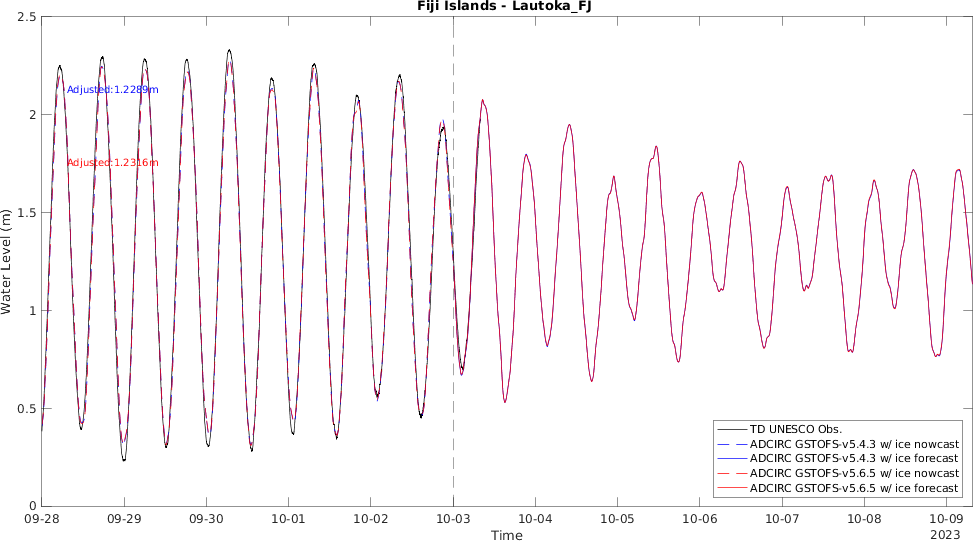 Fiji Islands - Lautoka_FJ
2.5
2
1.5
1
0.5
0
Water Level (m)
Adjusted:1.2289m
Adjusted:1.2316m
TD UNESCO Obs.
ADCIRC GSTOFS-v5.4.3 w/ ice nowcast
ADCIRC GSTOFS-v5.4.3 w/ ice forecast
ADCIRC GSTOFS-v5.6.5 w/ ice nowcast
ADCIRC GSTOFS-v5.6.5 w/ ice forecast
09-28 09-29 09-30 10-01 10-02 10-03 10-04 10-05 10-06 10-07 10-08 10-09
2023
Time